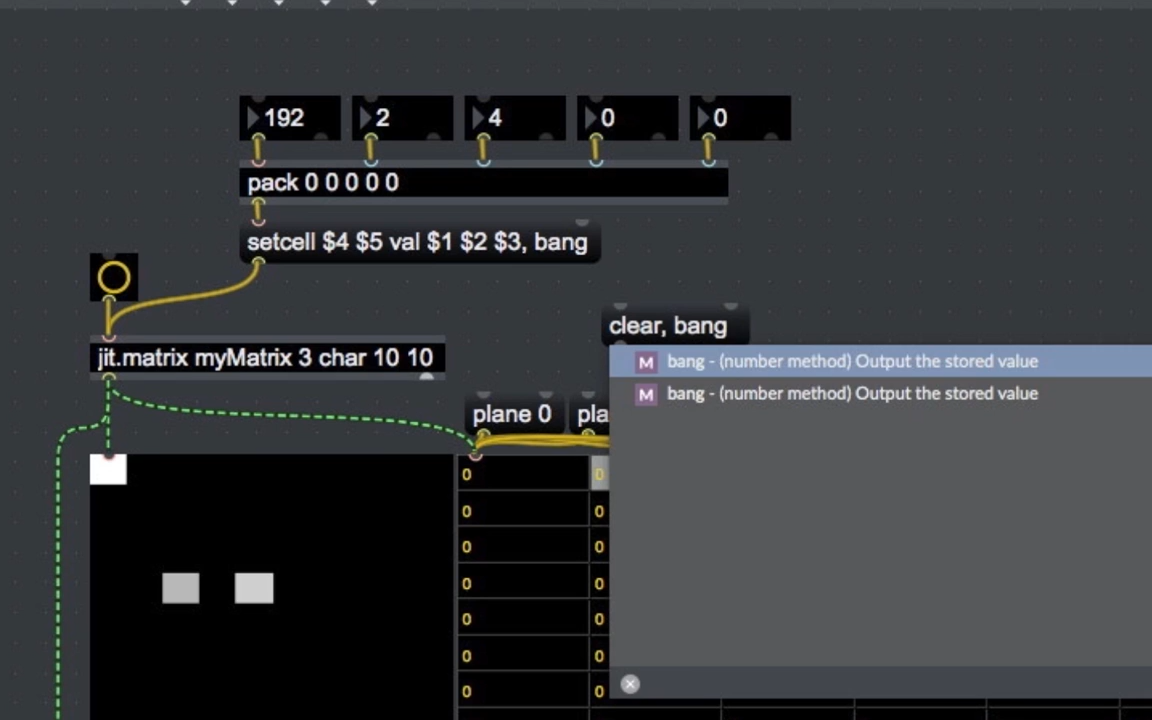 192 2 4 0 0
pack 0 0 0 0 0
setcell $4 $5 val $1 $2 $3, bang
clear, bang
jit.matrix myMatrix 3 char 10 10
M bang - (number method) Output the stored value
M bang - (number method) Output the stored value
plane 0 pla
0 0
0 0
0 0
0 0
0 0
0 0
0 0